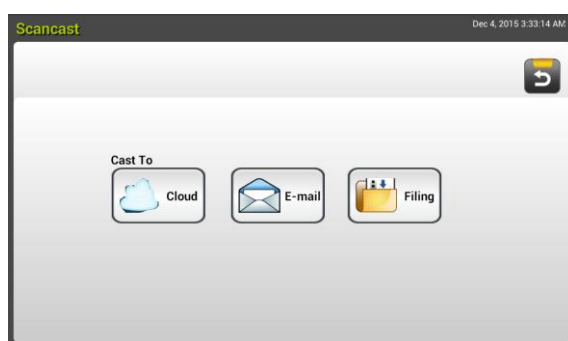 Scancast
Dec 4, 2015 3:33:14 AM
Cast To
Cloud
E-mail
Filing